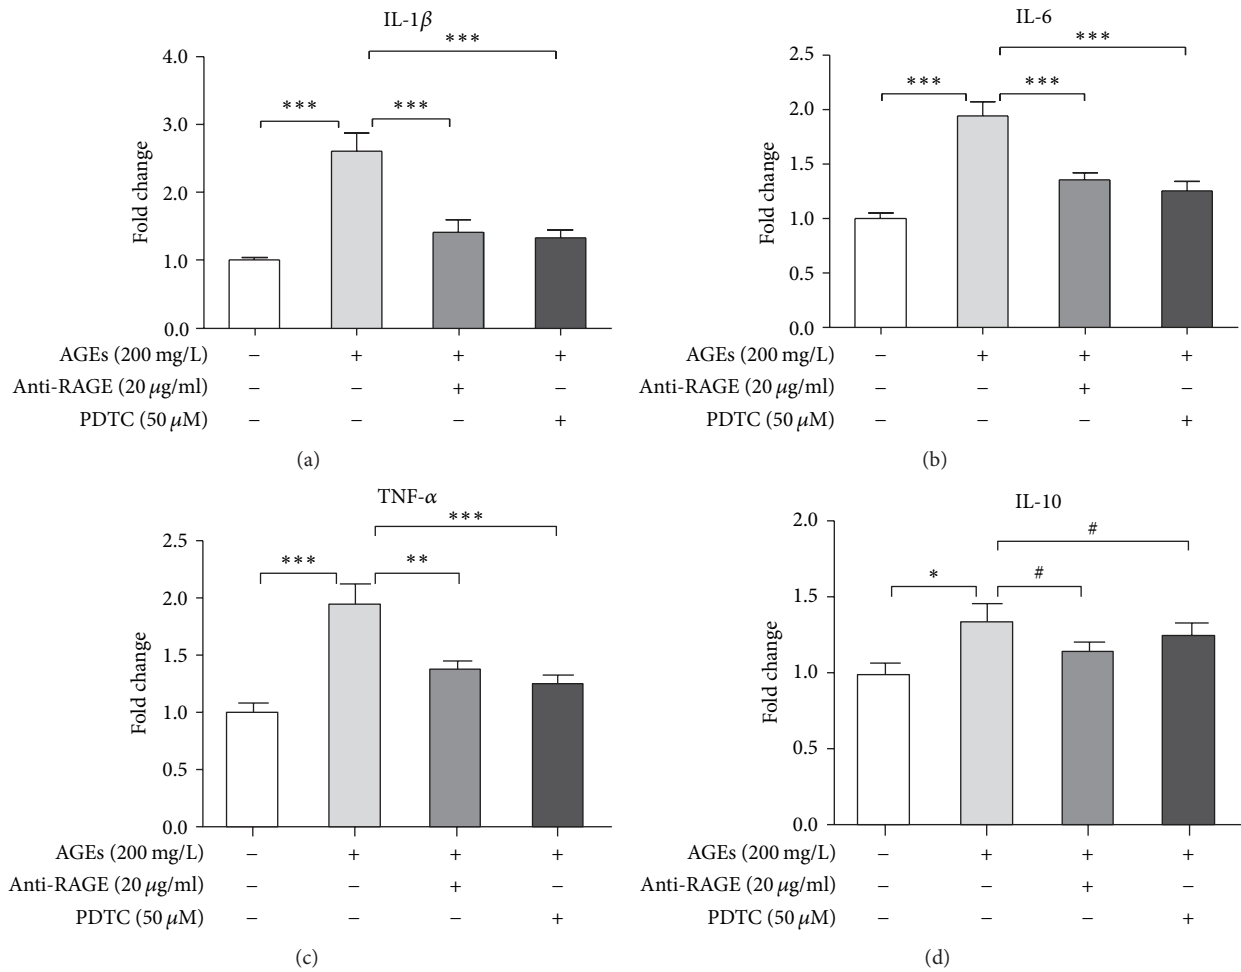 IL-1β
***
***
***
4.0
3.0
2.0
1.0
0.0
Fold change
AGEs (200 mg/L) − + + +
Anti-RAGE (20 μg/ml) − − + −
PDTC (50 μM) − − − +
(a)
IL-6
***
***
***
2.5
2.0
1.5
1.0
0.5
0.0
Fold change
AGEs (200 mg/L) − + + +
Anti-RAGE (20 μg/ml) − − + −
PDTC (50 μM) − − − +
(b)
TNF-α
***
***
**
2.5
2.0
1.5
1.0
0.5
0.0
Fold change
AGEs (200 mg/L) − + + +
Anti-RAGE (20 μg/ml) − − + −
PDTC (50 μM) − − − +
(c)
IL-10
#
*
#
2.0
1.5
1.0
0.5
0.0
Fold change
AGEs (200 mg/L) − + + +
Anti-RAGE (20 μg/ml) − − + −
PDTC (50 μM) − − − +
(d)